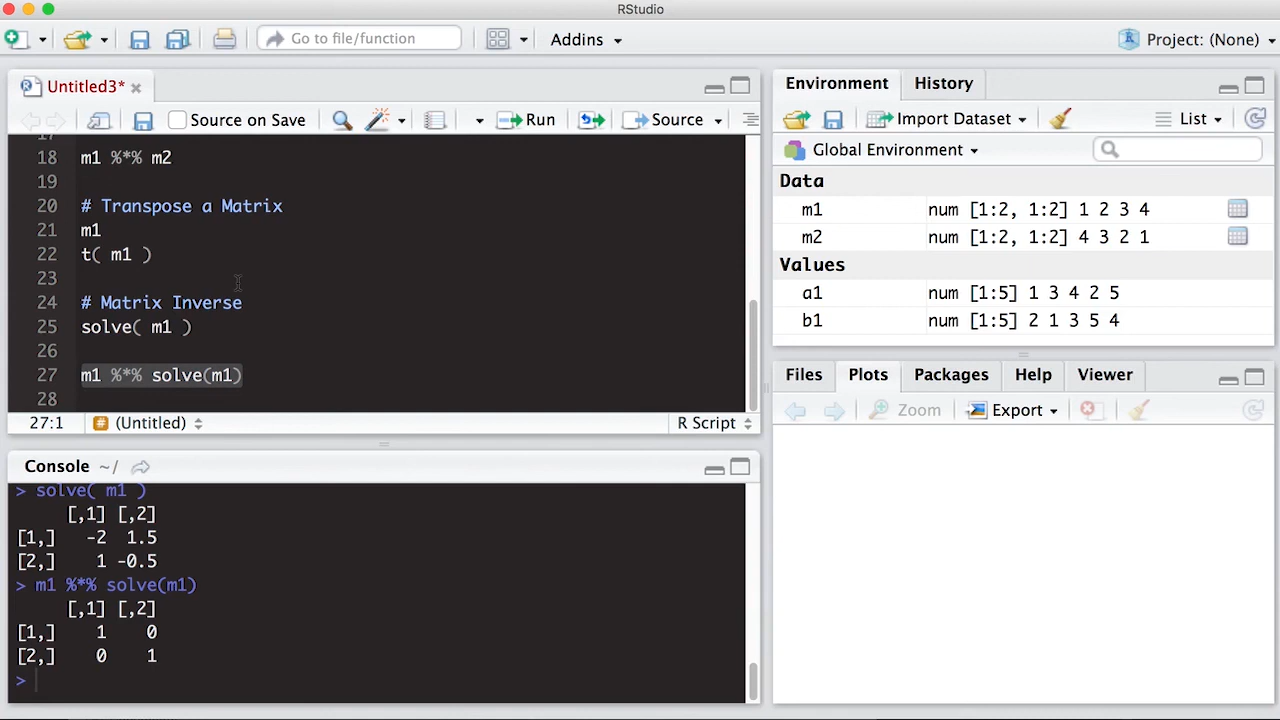 RStudio
Go to file/function
Addins
Project: (None)
Untitled3*
Source on Save
Run
Source
17
18 m1 %*% m2
19
20 # Transpose a Matrix
21 m1
22 t( m1 )
23
24 # Matrix Inverse
25 solve( m1 )
26
27 m1 %*% solve(m1)
28
27:1
(Untitled)
R Script
Console ~/
> solve( m1 )
[,1] [,2]
[1,] -2 1.5
[2,] 1 -0.5
> m1 %*% solve(m1)
[,1] [,2]
[1,] 1 0
[2,] 0 1
>
Environment History
Import Dataset
List
Global Environment
Data
m1 num [1:2, 1:2] 1 2 3 4
m2 num [1:2, 1:2] 4 3 2 1
Values
a1 num [1:5] 1 3 4 2 5
b1 num [1:5] 2 1 3 5 4
Files Plots Packages Help Viewer
Zoom
Export